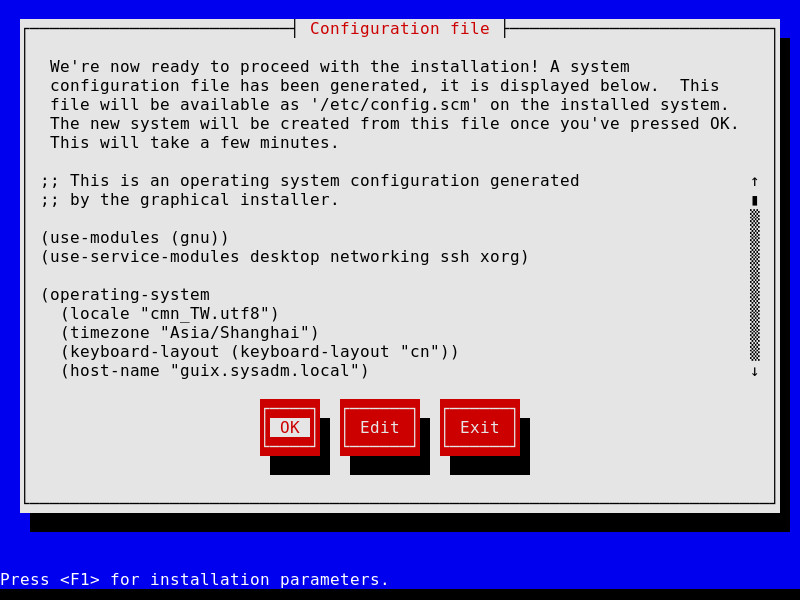 Configuration file
We're now ready to proceed with the installation! A system
configuration file has been generated, it is displayed below.  This
file will be available as '/etc/config.scm' on the installed system.
The new system will be created from this file once you've pressed OK.
This will take a few minutes.
;; This is an operating system configuration generated
;; by the graphical installer.
(use-modules (gnu))
(use-service-modules desktop networking ssh xorg)
(operating-system
  (locale "cmn_TW.utf8")
  (timezone "Asia/Shanghai")
  (keyboard-layout (keyboard-layout "cn"))
  (host-name "guix.sysadm.local")
OK Edit Exit
Press <F1> for installation parameters.